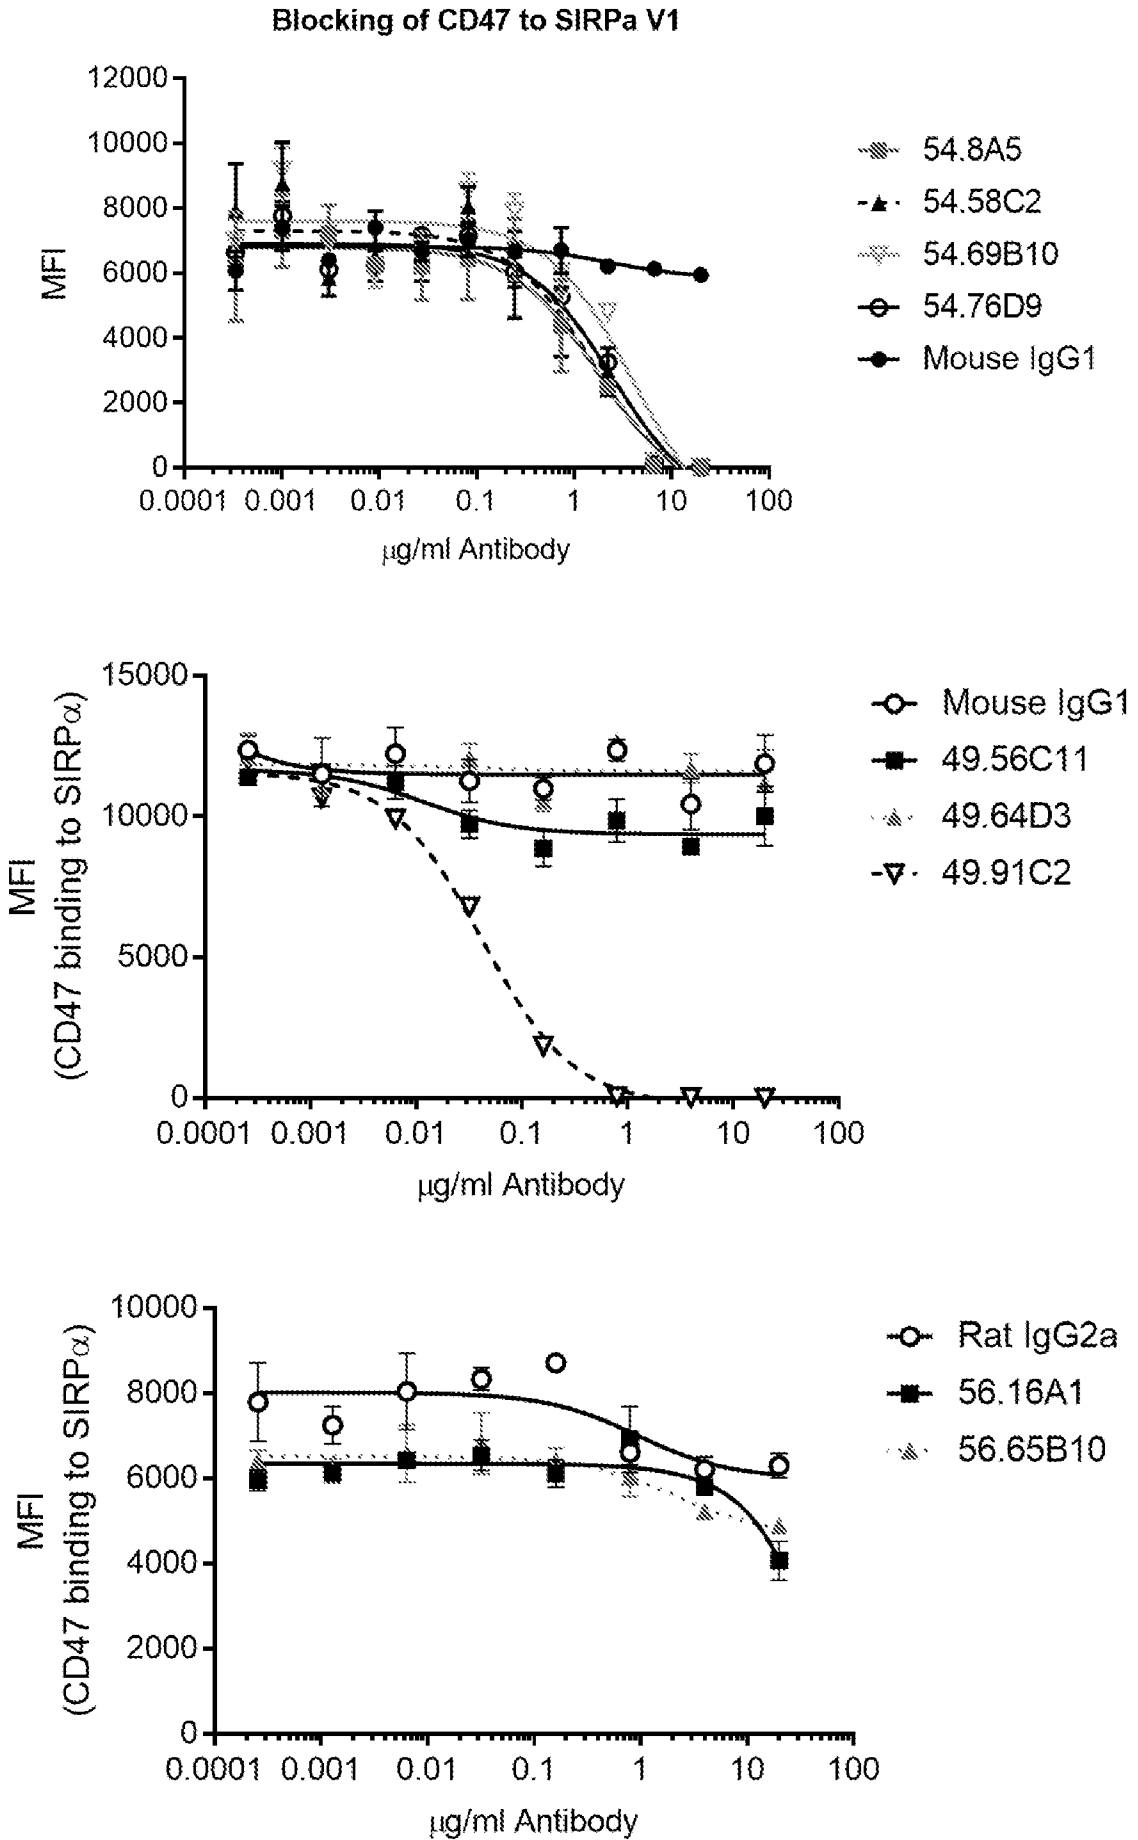 Blocking of CD47 to SIRPa V1
12000
10000
8000
6000
4000
2000
0
MFI
0.0001 0.001 0.01 0.1 1 10 100
µg/ml Antibody
54.8A5
54.58C2
54.69B10
54.76D9
Mouse IgG1
15000
10000
5000
0
MFI
(CD47 binding to SIRPα)
0.0001 0.001 0.01 0.1 1 10 100
µg/ml Antibody
Mouse IgG1
49.56C11
49.64D3
49.91C2
10000
8000
6000
4000
2000
0
MFI
(CD47 binding to SIRPα)
0.0001 0.001 0.01 0.1 1 10 100
µg/ml Antibody
Rat IgG2a
56.16A1
56.65B10